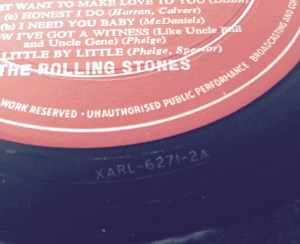 ST WANT TO MAKE LOVE TO YOU
(c) HONEST I DO (Hurran, Calvert)
(b) I NEED YOU BABY (McDaniels)
W I'VE GOT A WITNESS (Like Uncle Phil
and Uncle Gene) (Phelge)
LITTLE BY LITTLE (Phelge, Spector)
THE ROLLING STONES
WORK RESERVED · UNAUTHORISED PUBLIC PERFORMANCE, BROADCASTING AND CO
XARL-6271-2A